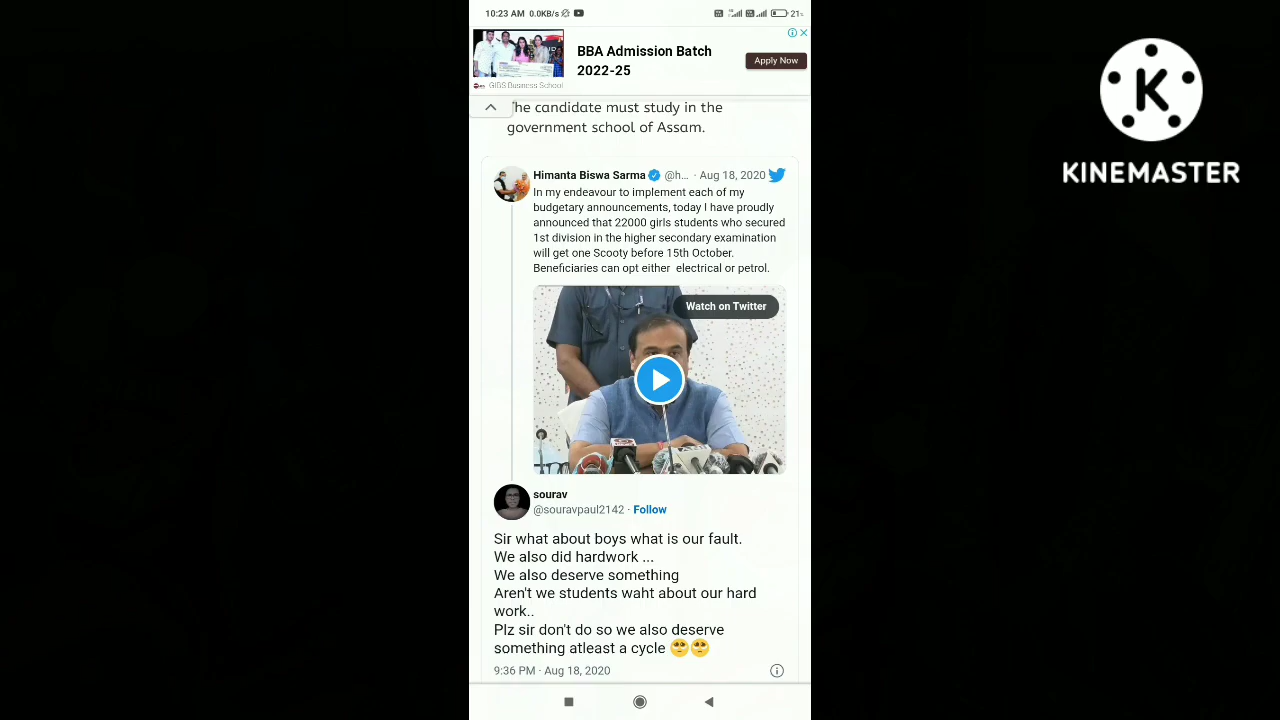 10:23 AM 0.0KB/s
21%
BBA Admission Batch
2022-25
Apply Now
GIBS Business School
The candidate must study in the
government school of Assam.
Himanta Biswa Sarma @h... · Aug 18, 2020
In my endeavour to implement each of my
budgetary announcements, today I have proudly
announced that 22000 girls students who secured
1st division in the higher secondary examination
will get one Scooty before 15th October.
Beneficiaries can opt either electrical or petrol.
Watch on Twitter
sourav
@souravpaul2142 · Follow
Sir what about boys what is our fault.
We also did hardwork ...
We also deserve something
Aren't we students waht about our hard
work..
Plz sir don't do so we also deserve
something atleast a cycle 🥺🥺
9:36 PM · Aug 18, 2020
K
KINEMASTER